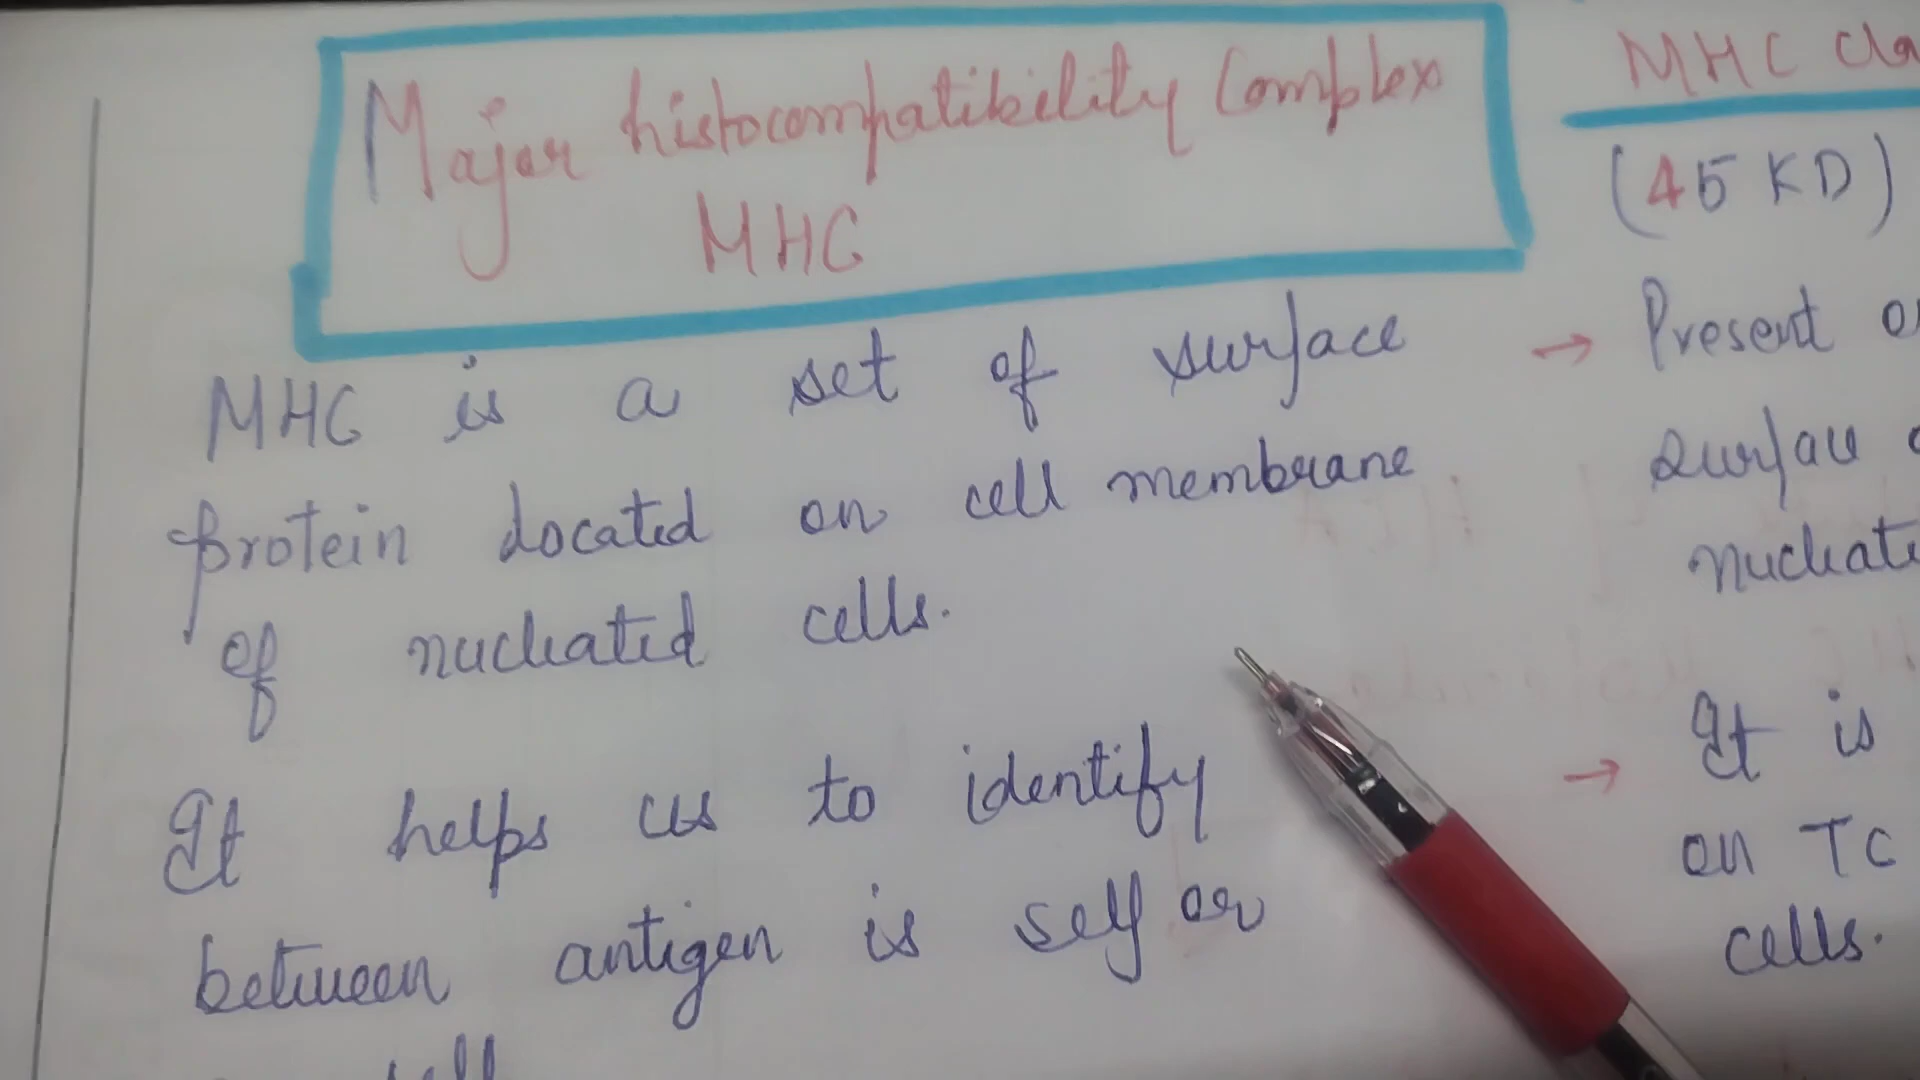 Major histocompatibility Complex
MHC
MHC is a set of surface
protein located on cell membrane
of nucleated cells.
It helps us to identify
between antigen is self or
MHC Cla
(45 KD)
→ Present o
surface
nucleate
→ It is
on Tc
cells.